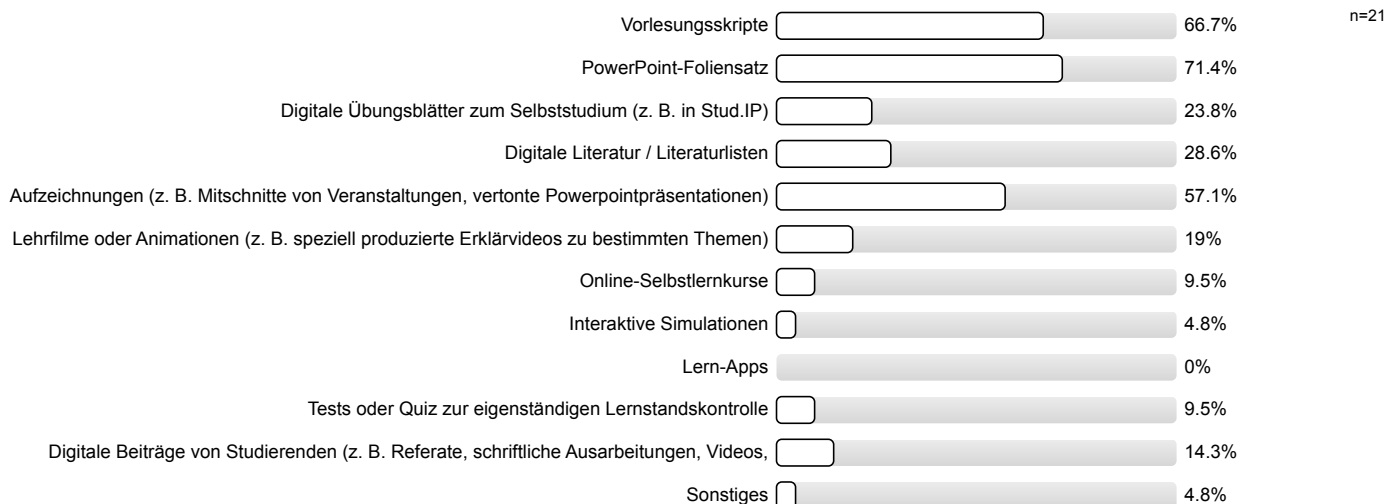 n=21
Vorlesungsskripte 66.7%
PowerPoint-Foliensatz 71.4%
Digitale Übungsblätter zum Selbststudium (z. B. in Stud.IP) 23.8%
Digitale Literatur / Literaturlisten 28.6%
Aufzeichnungen (z. B. Mitschnitte von Veranstaltungen, vertonte Powerpointpräsentationen) 57.1%
Lehrfilme oder Animationen (z. B. speziell produzierte Erklärvideos zu bestimmten Themen) 19%
Online-Selbstlernkurse 9.5%
Interaktive Simulationen 4.8%
Lern-Apps 0%
Tests oder Quiz zur eigenständigen Lernstandskontrolle 9.5%
Digitale Beiträge von Studierenden (z. B. Referate, schriftliche Ausarbeitungen, Videos, 14.3%
Sonstiges 4.8%